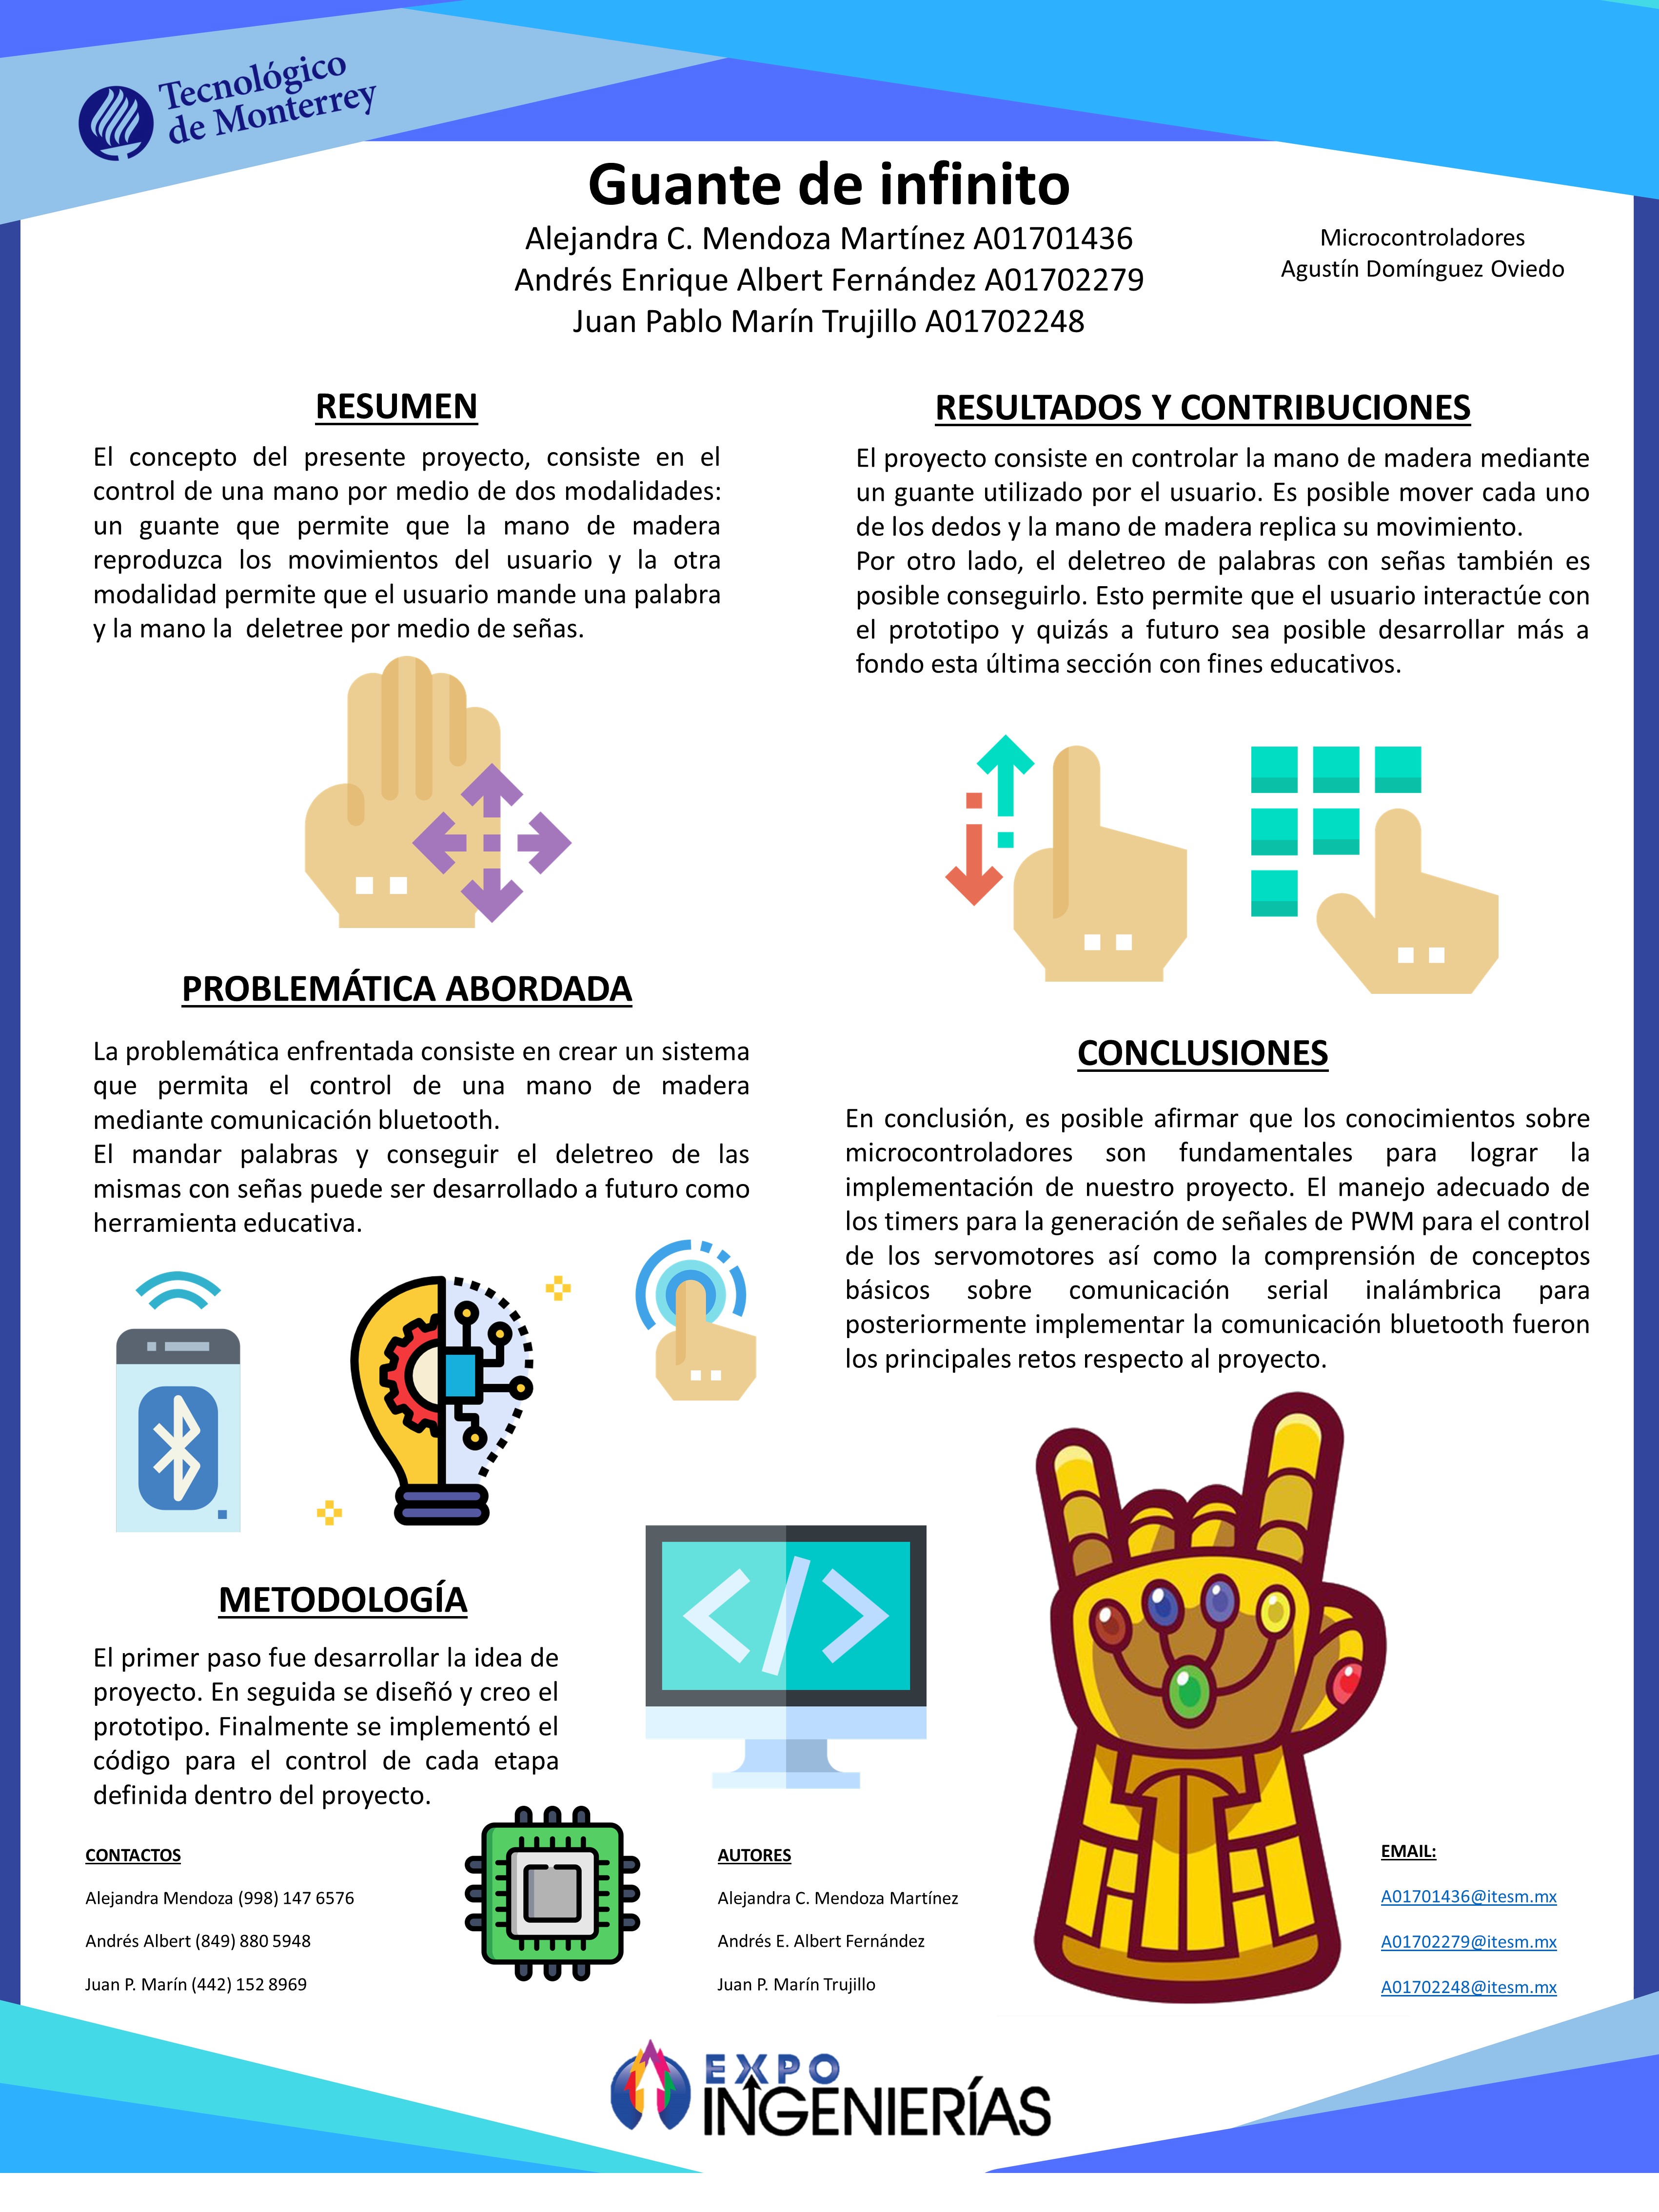 Tecnológico
de Monterrey
Guante de infinito
Alejandra C. Mendoza Martínez A01701436
Andrés Enrique Albert Fernández A01702279
Juan Pablo Marín Trujillo A01702248
Microcontroladores
Agustín Domínguez Oviedo
RESUMEN
El concepto del presente proyecto, consiste en el
control de una mano por medio de dos modalidades:
un guante que permite que la mano de madera
reproduzca los movimientos del usuario y la otra
modalidad permite que el usuario mande una palabra
y la mano la deletree por medio de señas.
PROBLEMÁTICA ABORDADA
La problemática enfrentada consiste en crear un sistema
que permita el control de una mano de madera
mediante comunicación bluetooth.
El mandar palabras y conseguir el deletreo de las
mismas con señas puede ser desarrollado a futuro como
herramienta educativa.
METODOLOGÍA
El primer paso fue desarrollar la idea de
proyecto. En seguida se diseñó y creo el
prototipo. Finalmente se implementó el
código para el control de cada etapa
definida dentro del proyecto.
RESULTADOS Y CONTRIBUCIONES
El proyecto consiste en controlar la mano de madera mediante
un guante utilizado por el usuario. Es posible mover cada uno
de los dedos y la mano de madera replica su movimiento.
Por otro lado, el deletreo de palabras con señas también es
posible conseguirlo. Esto permite que el usuario interactúe con
el prototipo y quizás a futuro sea posible desarrollar más a
fondo esta última sección con fines educativos.
CONCLUSIONES
En conclusión, es posible afirmar que los conocimientos sobre
microcontroladores son fundamentales para lograr la
implementación de nuestro proyecto. El manejo adecuado de
los timers para la generación de señales de PWM para el control
de los servomotores así como la comprensión de conceptos
básicos sobre comunicación serial inalámbrica para
posteriormente implementar la comunicación bluetooth fueron
los principales retos respecto al proyecto.
CONTACTOS
Alejandra Mendoza (998) 147 6576
Andrés Albert (849) 880 5948
Juan P. Marín (442) 152 8969
AUTORES
Alejandra C. Mendoza Martínez
Andrés E. Albert Fernández
Juan P. Marín Trujillo
EMAIL:
A01701436@itesm.mx
A01702279@itesm.mx
A01702248@itesm.mx
EXPO
INGENIERÍAS